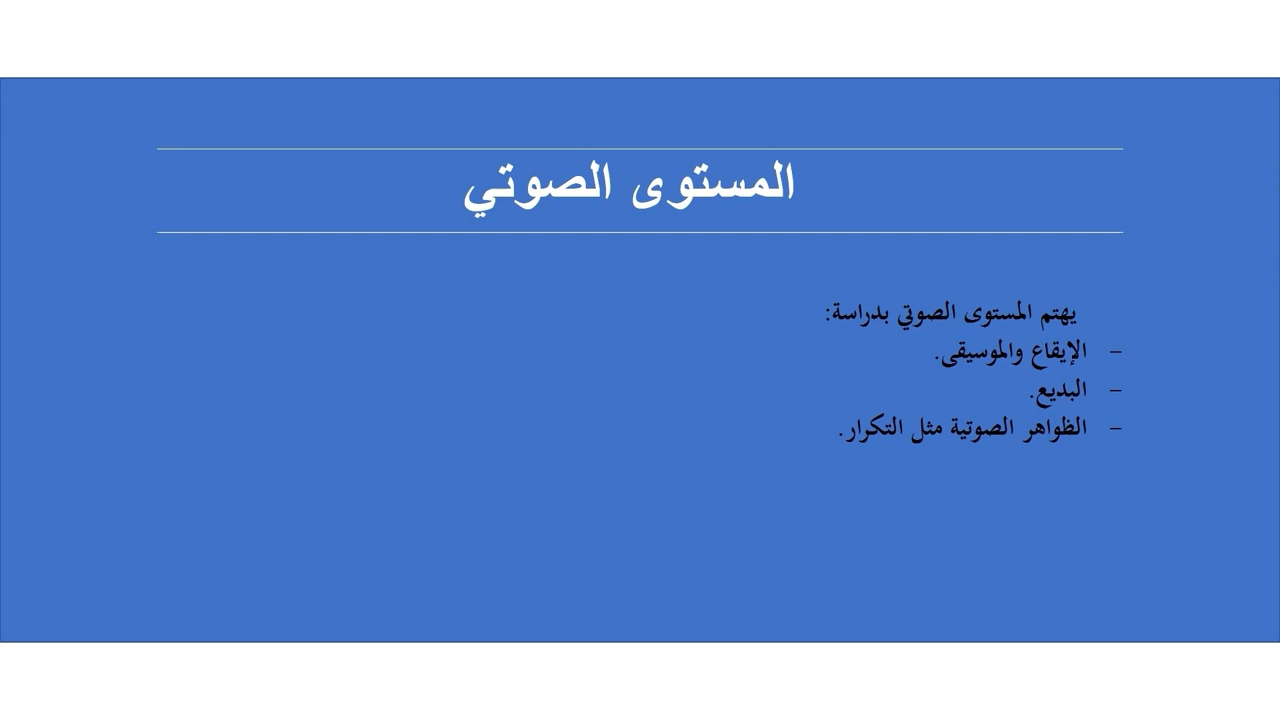 المستوى الصوتي
يهتم المستوى الصوتي بدراسة:
- الإيقاع والموسيقى.
- البديع.
- الظواهر الصوتية مثل التكرار.